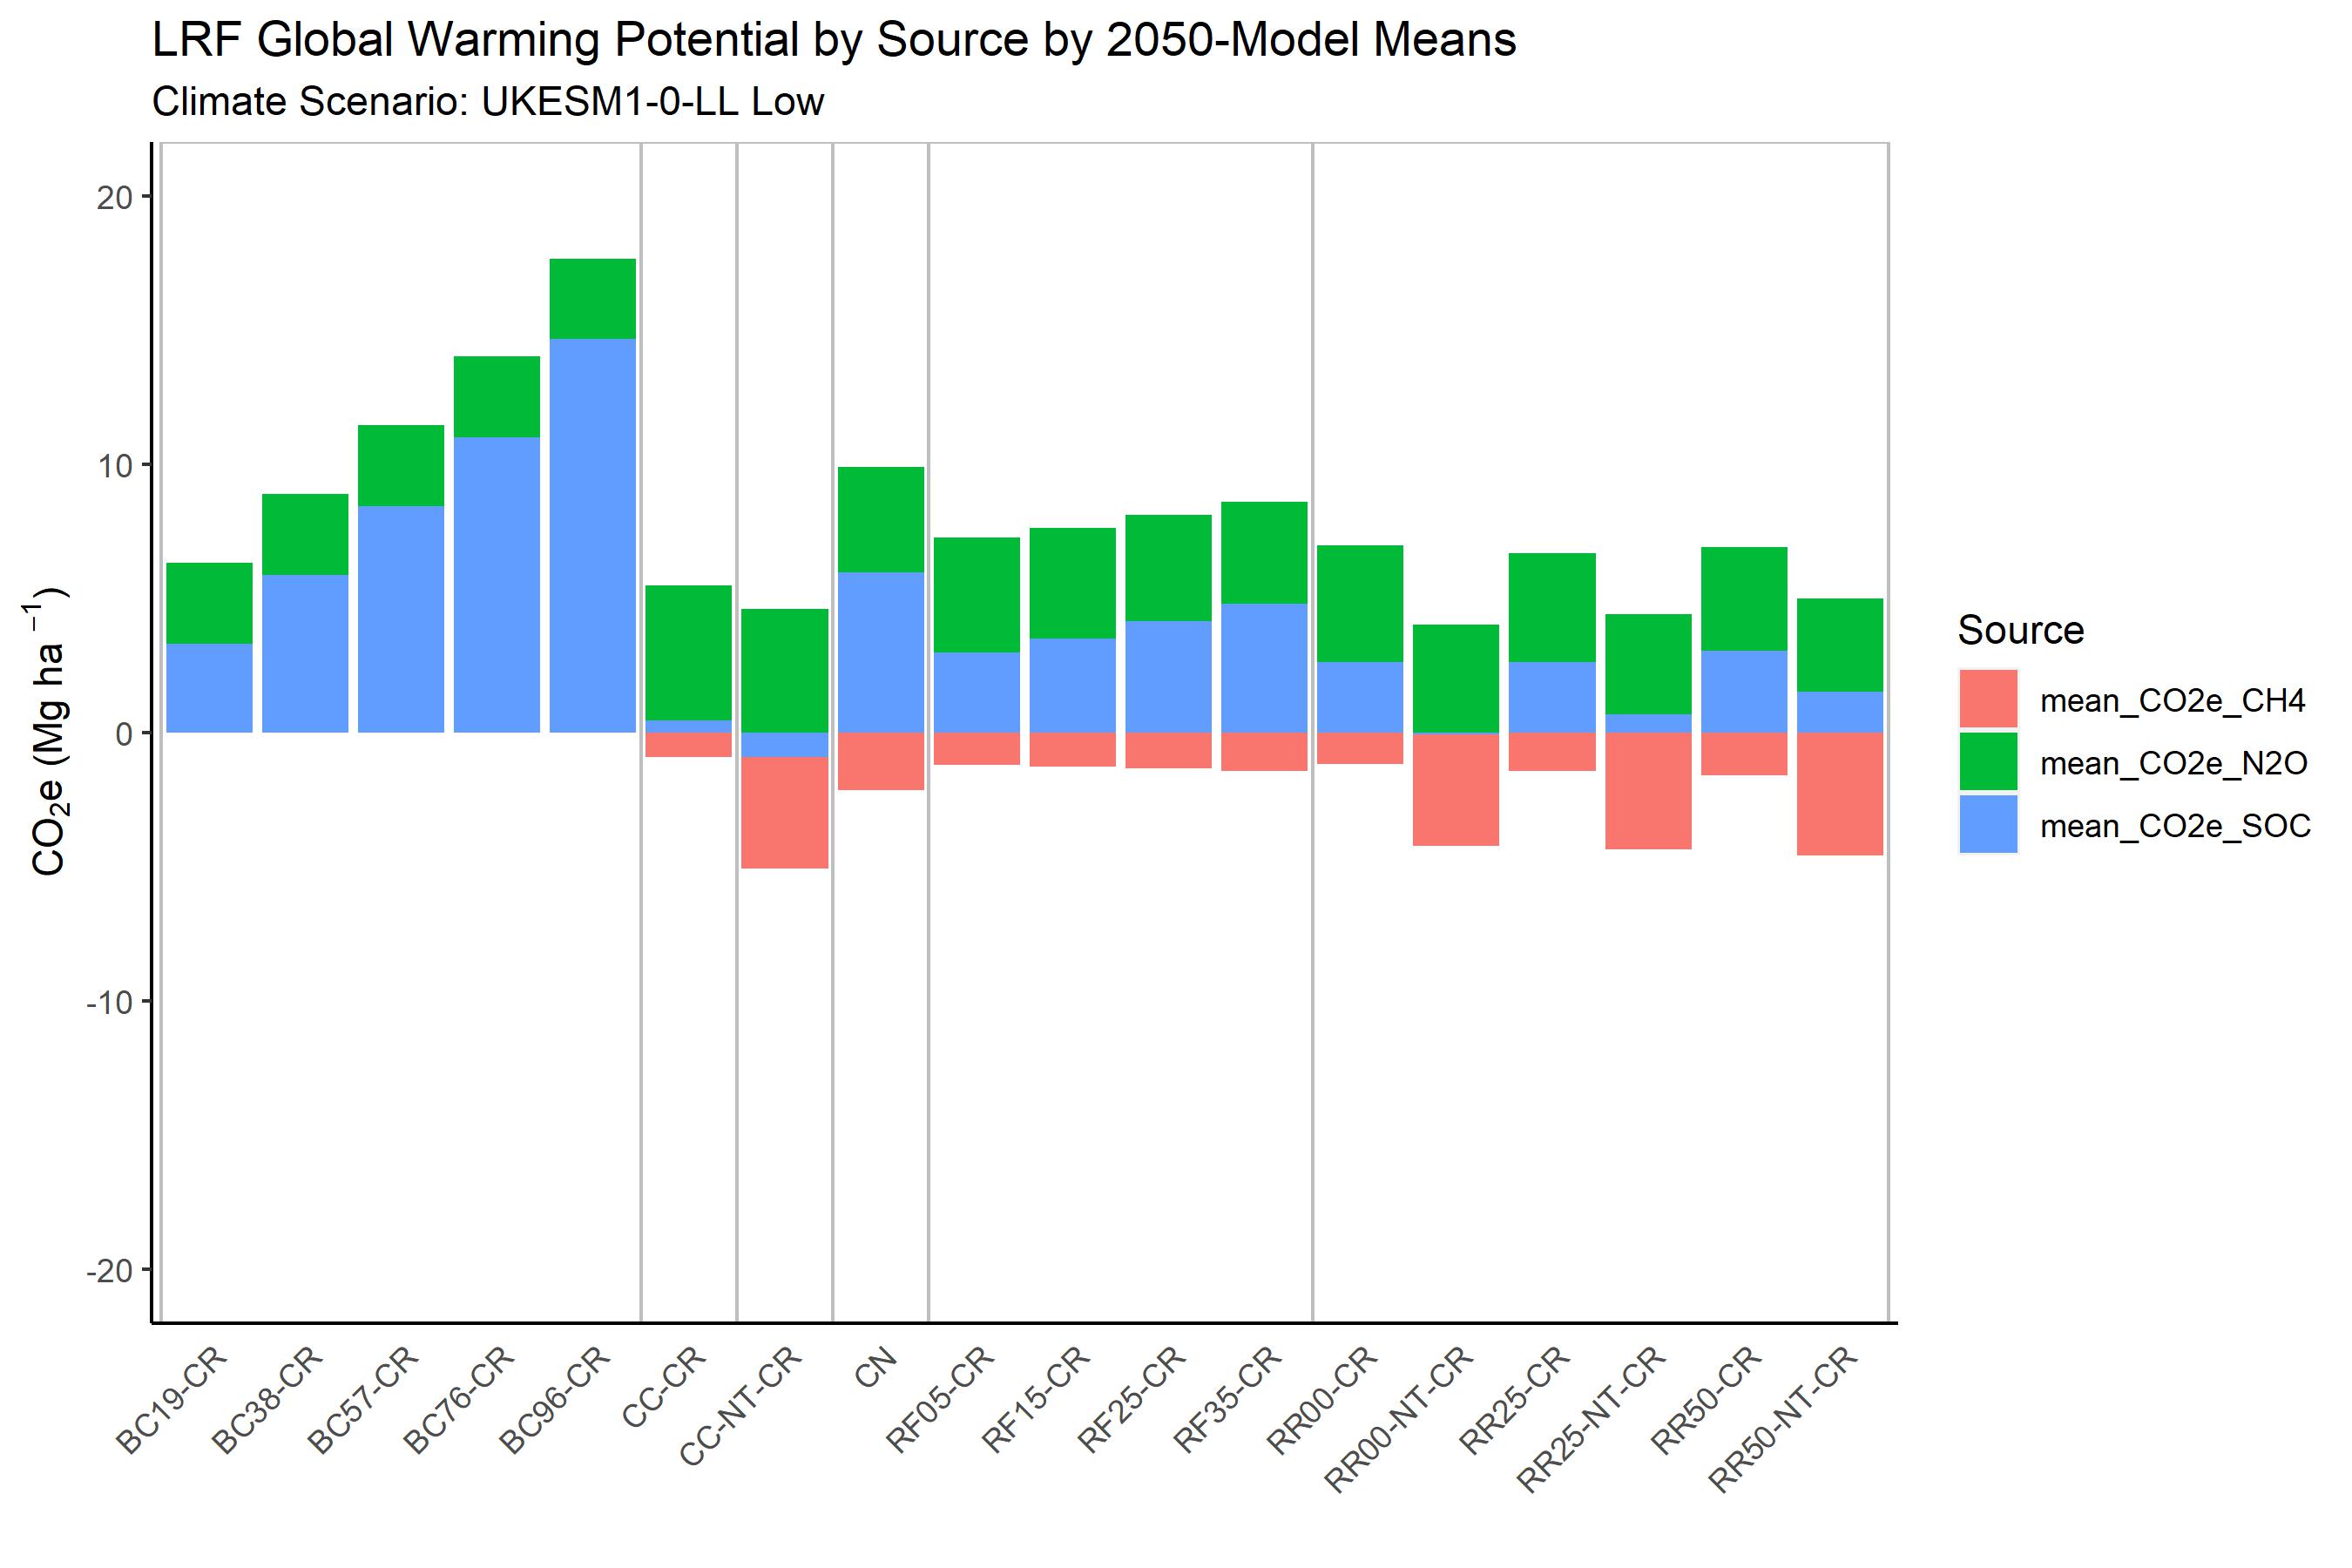 LRF Global Warming Potential by Source by 2050-Model Means
Climate Scenario: UKESM1-0-LL Low
CO₂e (Mg ha ⁻¹)
20
10
0
-10
-20
BC19-CR
BC38-CR
BC57-CR
BC76-CR
BC96-CR
CC-CR
CC-NT-CR
CN
RF05-CR
RF15-CR
RF25-CR
RF35-CR
RR00-CR
RR00-NT-CR
RR25-CR
RR25-NT-CR
RR50-CR
RR50-NT-CR
Source
mean_CO2e_CH4
mean_CO2e_N2O
mean_CO2e_SOC